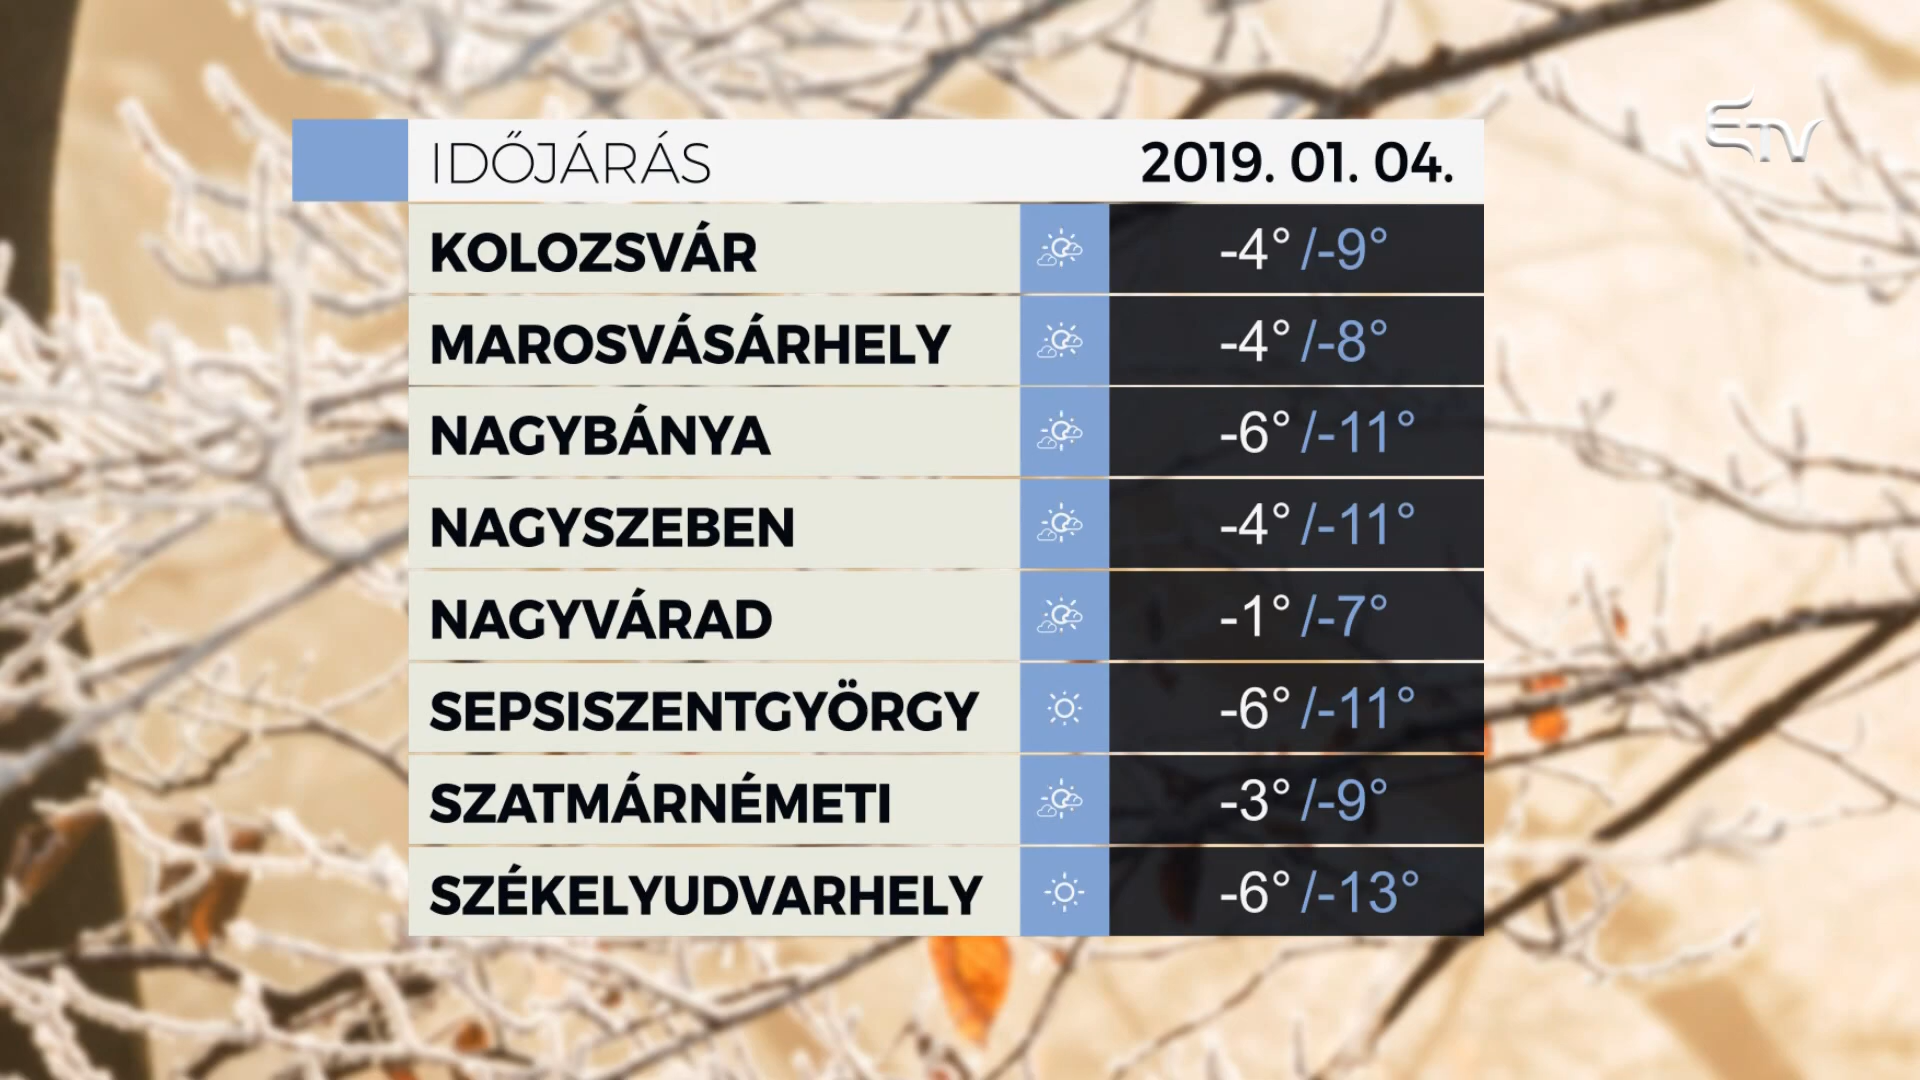 IDŐJÁRÁS 2019. 01. 04.
ETV
KOLOZSVÁR -4° /-9°
MAROSVÁSÁRHELY -4° /-8°
NAGYBÁNYA -6° /-11°
NAGYSZEBEN -4° /-11°
NAGYVÁRAD -1° /-7°
SEPSISZENTGYÖRGY -6° /-11°
SZATMÁRNÉMETI -3° /-9°
SZÉKELYUDVARHELY -6° /-13°